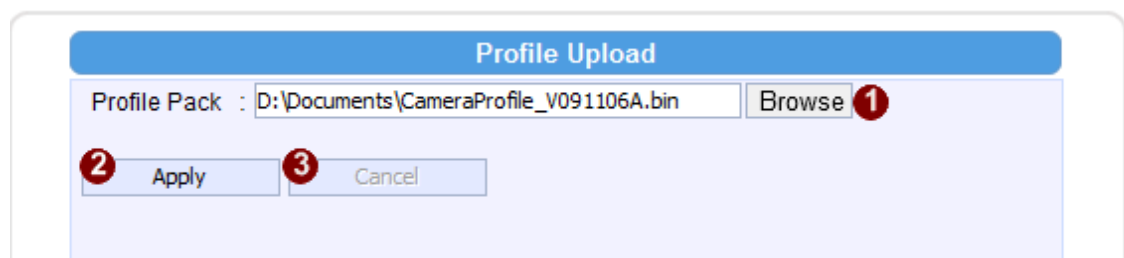 Profile Upload
Profile Pack : D:\Documents\CameraProfile_V091106A.bin Browse 1
2 Apply 3 Cancel